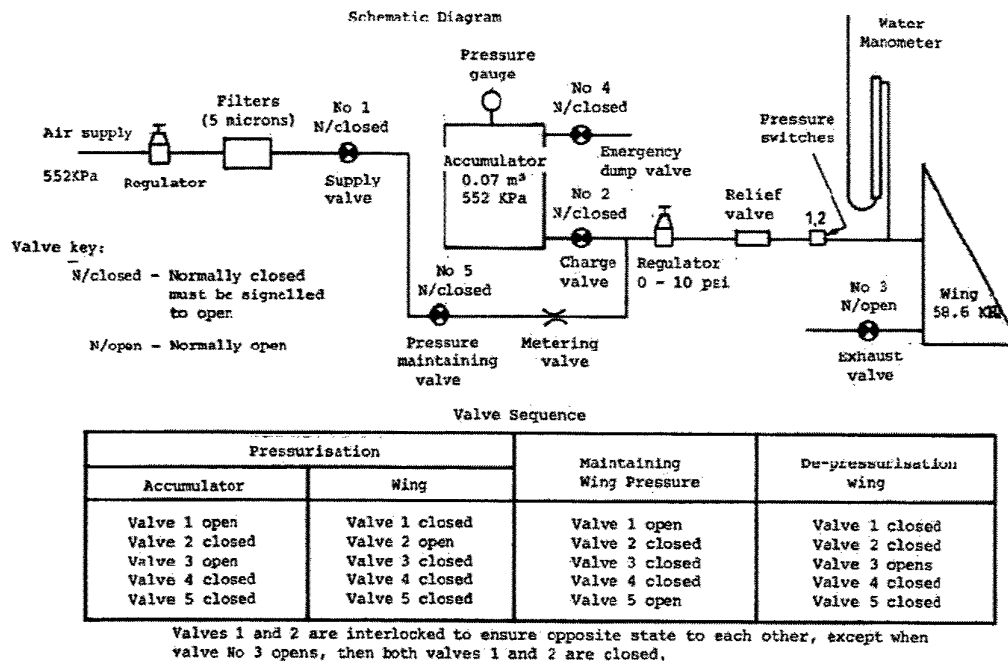 Schematic Diagram
Water
Manometer
Pressure
gauge
No 4
N/closed
Filters
(5 microns)
No 1
N/closed
Pressure
switches
Air supply
552KPa
Regulator
Supply
valve
Accumulator
0.07 m³
552 KPa
Emergency
dump valve
No 2
N/closed
Relief
valve
1,2
Valve key:
N/closed - Normally closed
must be signelled
to open
N/open - Normally open
No 5
N/closed
Charge
valve
Regulator
0 - 10 psi
No 3
N/open
Wing
58.6
Pressure
maintaining
valve
Metering
valve
Exhaust
valve
Valve Sequence
Pressurisation
Maintaining
Wing Pressure
De-pressurisation
wing
Accumulator
Wing
Valve 1 open
Valve 1 closed
Valve 1 open
Valve 1 closed
Valve 2 closed
Valve 2 open
Valve 2 closed
Valve 2 closed
Valve 3 open
Valve 3 closed
Valve 3 closed
Valve 3 opens
Valve 4 closed
Valve 4 closed
Valve 4 closed
Valve 4 closed
Valve 5 closed
Valve 5 closed
Valve 5 open
Valve 5 closed
Valves 1 and 2 are interlocked to ensure opposite state to each other, except when
valve No 3 opens, then both valves 1 and 2 are closed.